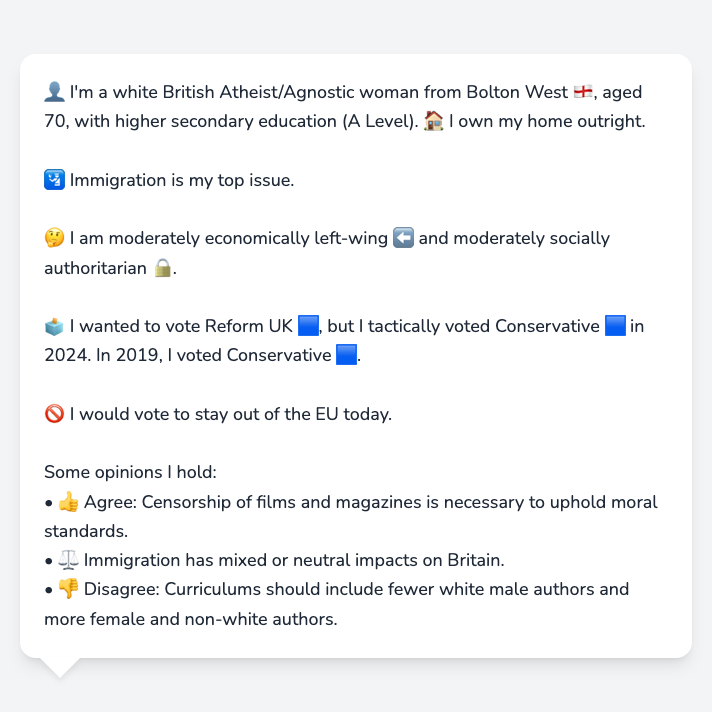 👤 I'm a white British Atheist/Agnostic woman from Bolton West 🏴󠁧󠁢󠁥󠁮󠁧󠁿, aged
70, with higher secondary education (A Level). 🏠 I own my home outright.
🛂 Immigration is my top issue.
🤔 I am moderately economically left-wing ⬅️ and moderately socially
authoritarian 🔒.
🗳️ I wanted to vote Reform UK 🟦, but I tactically voted Conservative 🟦 in
2024. In 2019, I voted Conservative 🟦.
🚫 I would vote to stay out of the EU today.
Some opinions I hold:
• 👍 Agree: Censorship of films and magazines is necessary to uphold moral
standards.
• ⚖️ Immigration has mixed or neutral impacts on Britain.
• 👎 Disagree: Curriculums should include fewer white male authors and
more female and non-white authors.